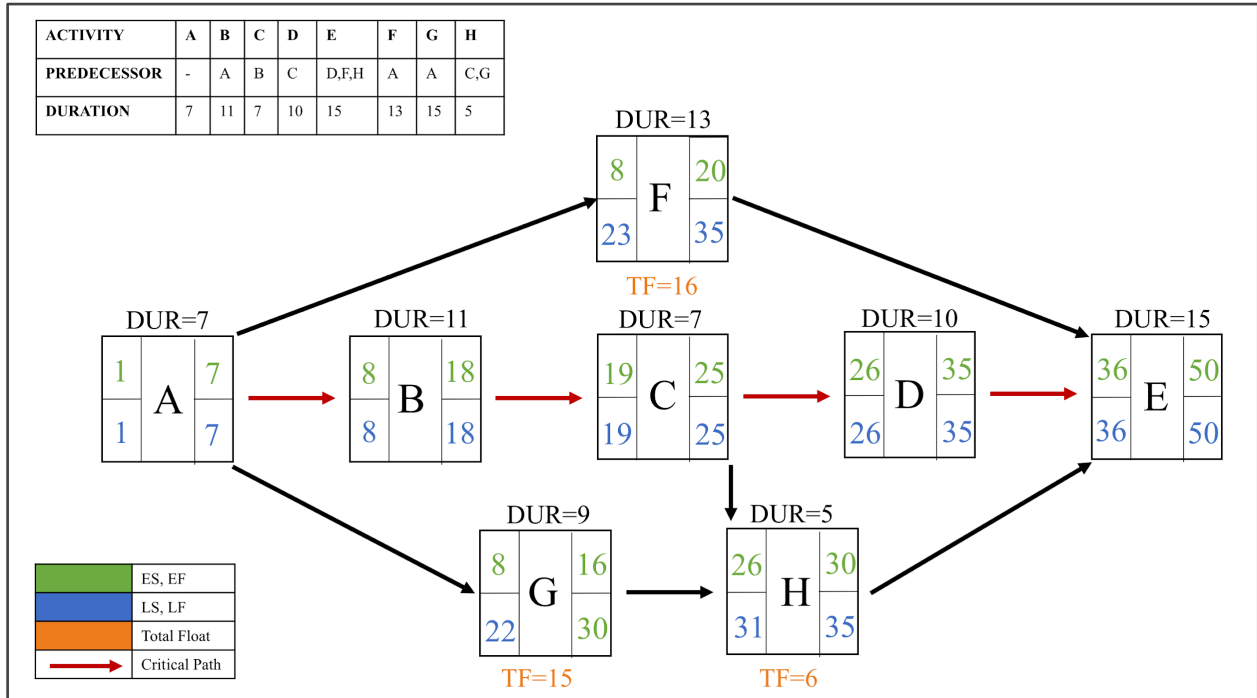 ACTIVITY A B C D E F G H
PREDECESSOR - A B C D,F,H A A C,G
DURATION 7 11 7 10 15 13 15 5
DUR=13
8 20
F
23 35
TF=16
DUR=7
1 7
A
1 7
DUR=11
8 18
B
8 18
DUR=7
19 25
C
19 25
DUR=10
26 35
D
26 35
DUR=15
36 50
E
36 50
DUR=9
8 16
G
22 30
TF=15
DUR=5
26 30
H
31 35
TF=6
ES, EF
LS, LF
Total Float
Critical Path